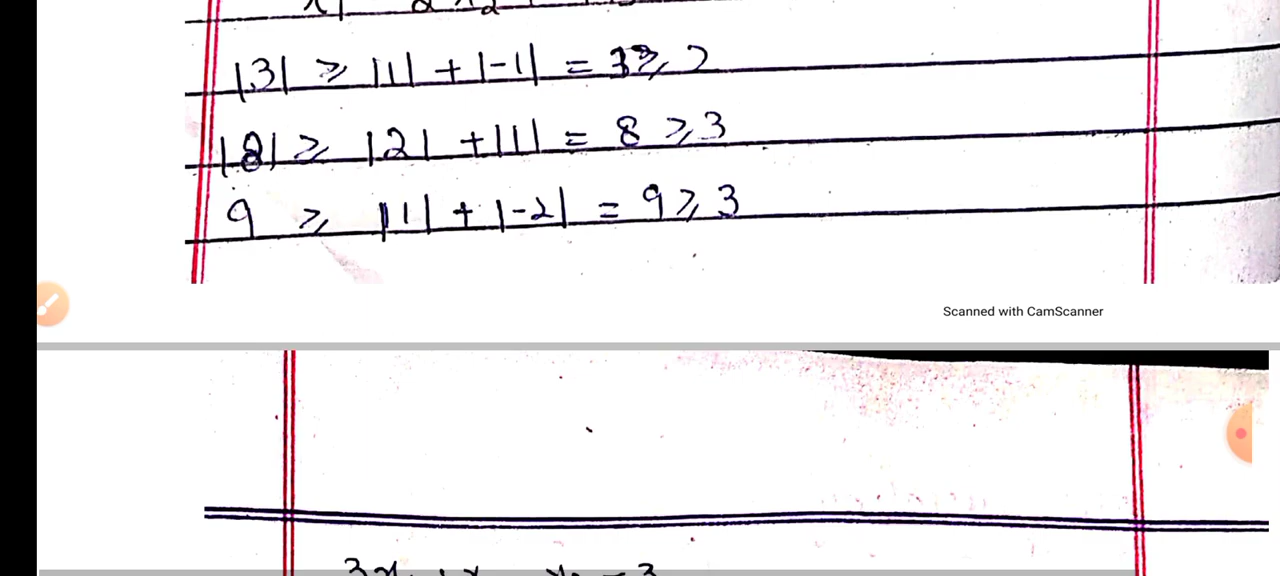 |3| ⩾ |1| + |-1| = 3 ⩾ 2
|8| ⩾ |2| + |1| = 8 ⩾ 3
9 ⩾ |1| + |-2| = 9 ⩾ 3
Scanned with CamScanner